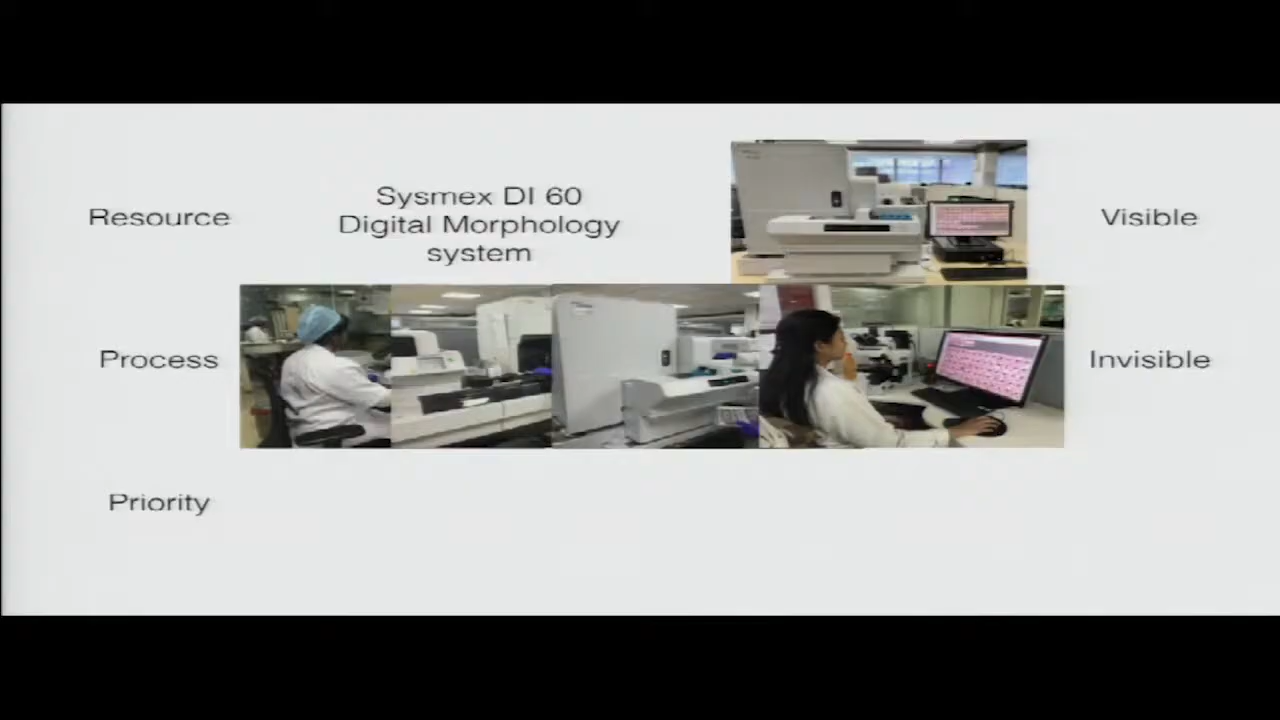 Resource
Sysmex DI 60
Digital Morphology
system
Visible
Process
Invisible
Priority